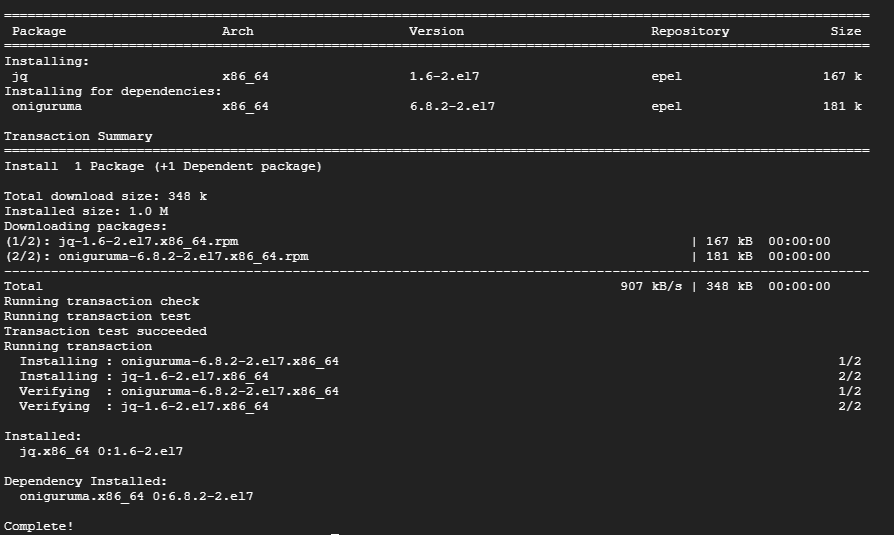 ================================================================================
Package Arch Version Repository Size
================================================================================
Installing:
jq x86_64 1.6-2.el7 epel 167 k
Installing for dependencies:
oniguruma x86_64 6.8.2-2.el7 epel 181 k
Transaction Summary
================================================================================
Install 1 Package (+1 Dependent package)
Total download size: 348 k
Installed size: 1.0 M
Downloading packages:
(1/2): jq-1.6-2.el7.x86_64.rpm | 167 kB 00:00:00
(2/2): oniguruma-6.8.2-2.el7.x86_64.rpm | 181 kB 00:00:00
--------------------------------------------------------------------------------
Total 907 kB/s | 348 kB 00:00:00
Running transaction check
Running transaction test
Transaction test succeeded
Running transaction
Installing : oniguruma-6.8.2-2.el7.x86_64 1/2
Installing : jq-1.6-2.el7.x86_64 2/2
Verifying : oniguruma-6.8.2-2.el7.x86_64 1/2
Verifying : jq-1.6-2.el7.x86_64 2/2
Installed:
jq.x86_64 0:1.6-2.el7
Dependency Installed:
oniguruma.x86_64 0:6.8.2-2.el7
Complete!